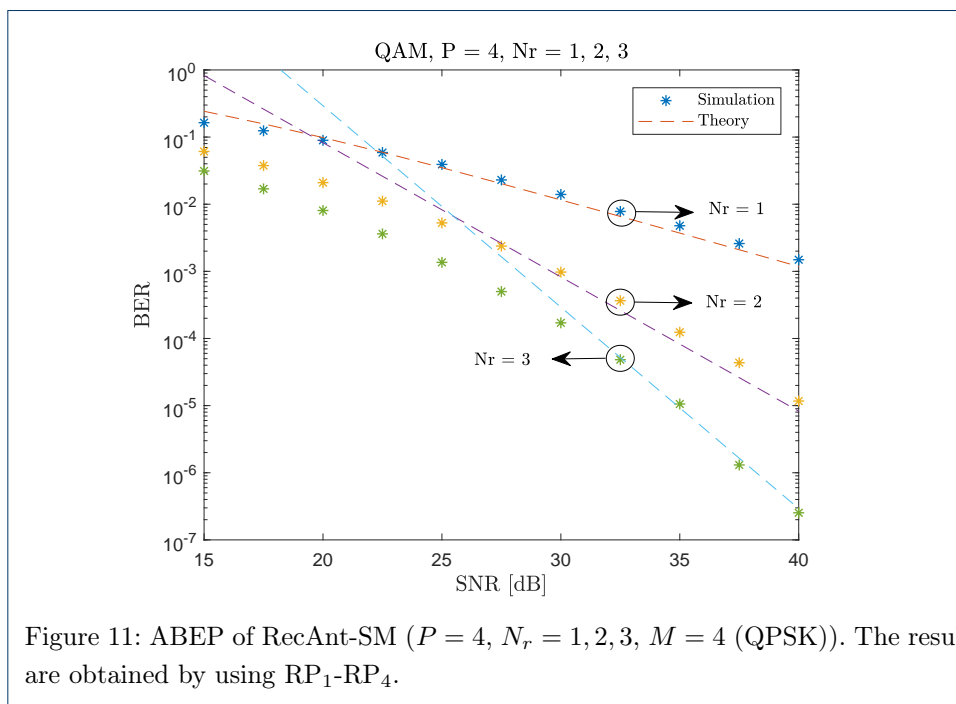 QAM, P = 4, Nr = 1, 2, 3
10^0
10^-1
10^-2
10^-3
10^-4
10^-5
10^-6
10^-7
BER
Simulation
Theory
Nr = 1
Nr = 2
Nr = 3
15 20 25 30 35 40
SNR [dB]
Figure 11: ABEP of RecAnt-SM (P = 4, N_r = 1, 2, 3, M = 4 (QPSK)). The resu
are obtained by using RP_1-RP_4.